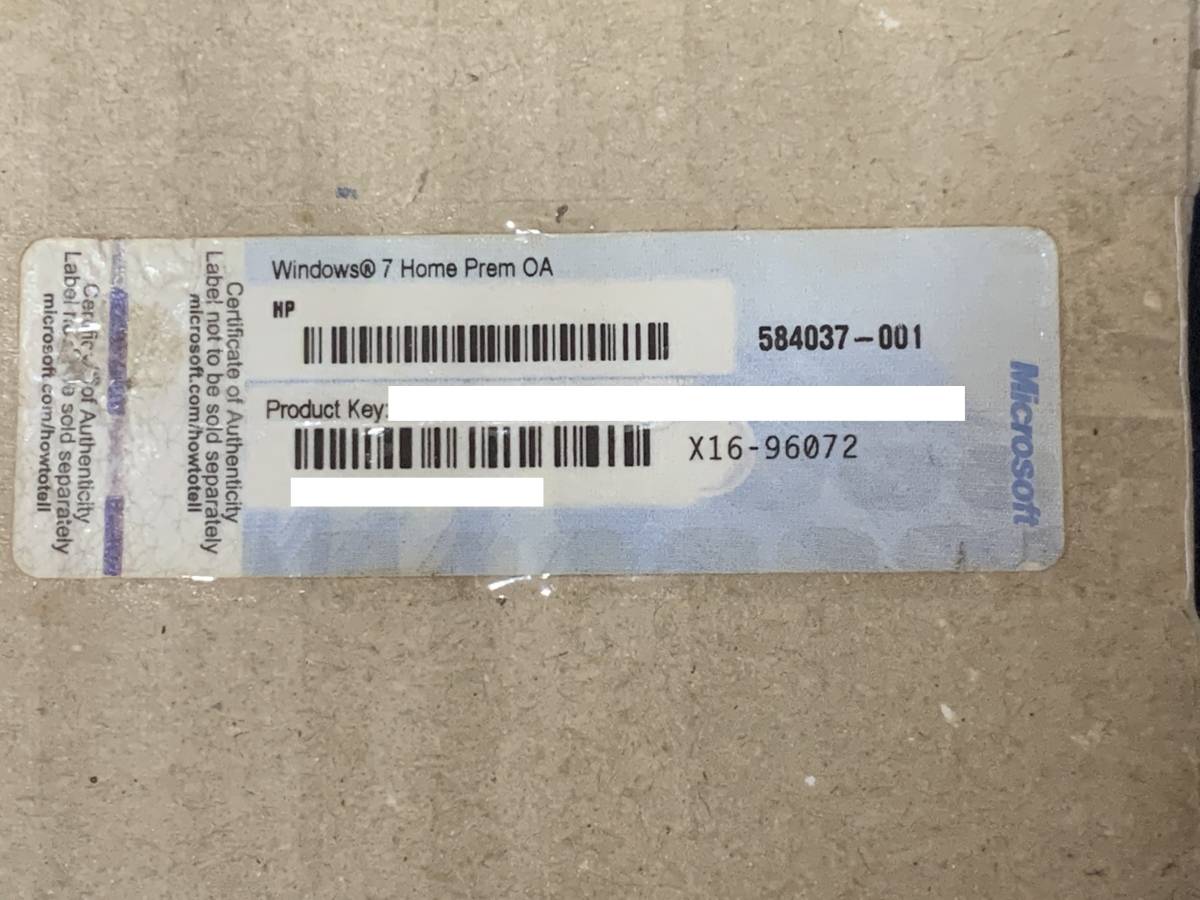 Windows® 7 Home Prem OA
HP
584037-001
Product Key:
X16-96072
Microsoft
Certificate of Authenticity
Label not to be sold separately
microsoft.com/howtotell
of Authenticity
Label sold separately
microsoft.com/howtotell